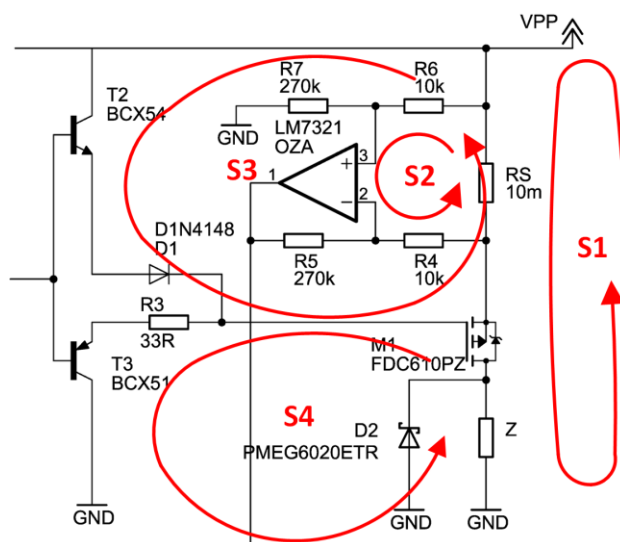 VPP
R7
270k
R6
10k
T2
BCX54
GND
LM7321
OZA
3
+
1
S3
S2
RS
10m
2
−
S1
D1N4148
D1
R5
270k
R4
10k
R3
33R
M1
FDC610PZ
T3
BCX51
S4
D2
PMEG6020ETR
Z
GND
GND
GND